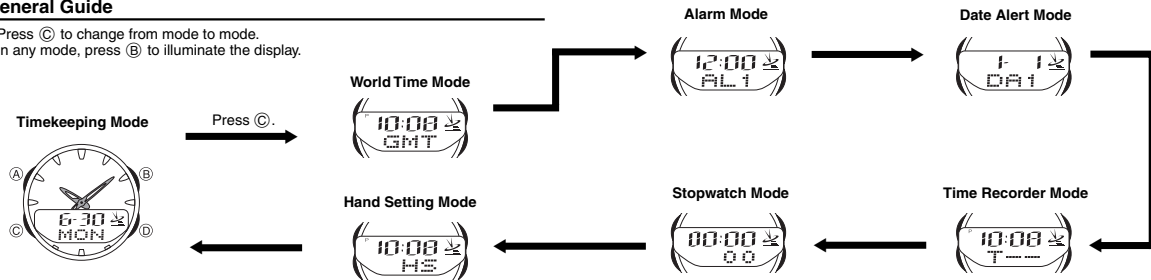 eneral Guide
Press Ⓒ to change from mode to mode.
n any mode, press Ⓑ to illuminate the display.
Timekeeping Mode
Ⓐ
Ⓑ
Ⓒ
Ⓓ
6-30
MON
Press Ⓒ.
World Time Mode
P 10:08
GMT
Alarm Mode
12:00
AL1
Date Alert Mode
1- 1
DA1
Time Recorder Mode
P 10:08
T--
Stopwatch Mode
00:00
00
Hand Setting Mode
P 10:08
HS